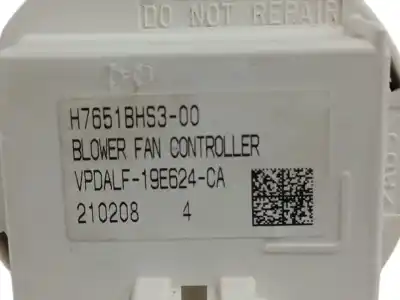 DO NOT REPAIR
H7651BHS3-00
BLOWER FAN CONTROLLER
VPDALF-19E624-CA
210208 4